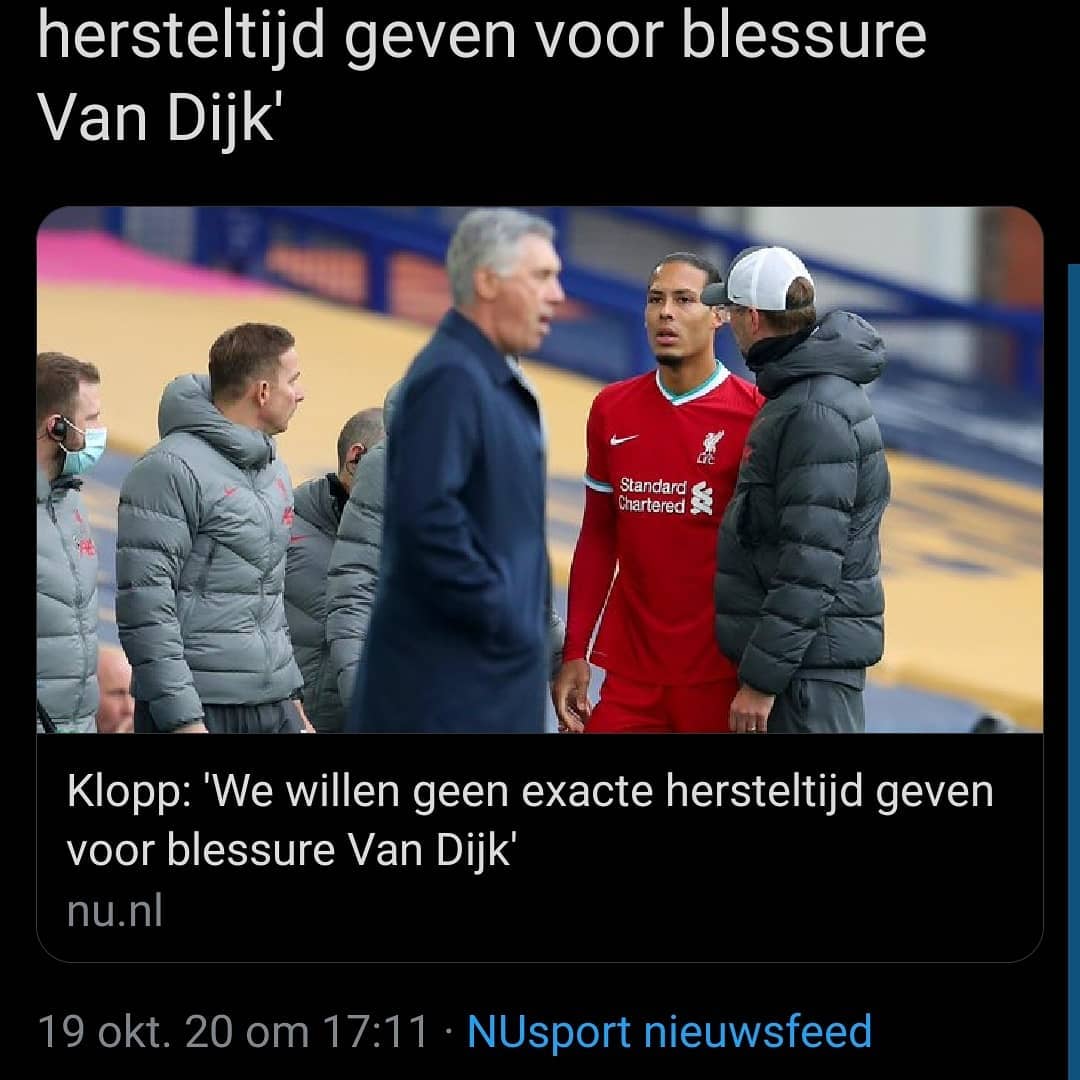 hersteltijd geven voor blessure
Van Dijk'
LFC
Standard
Chartered
Klopp: 'We willen geen exacte hersteltijd geven
voor blessure Van Dijk'
nu.nl
19 okt. 20 om 17:11 · NUsport nieuwsfeed